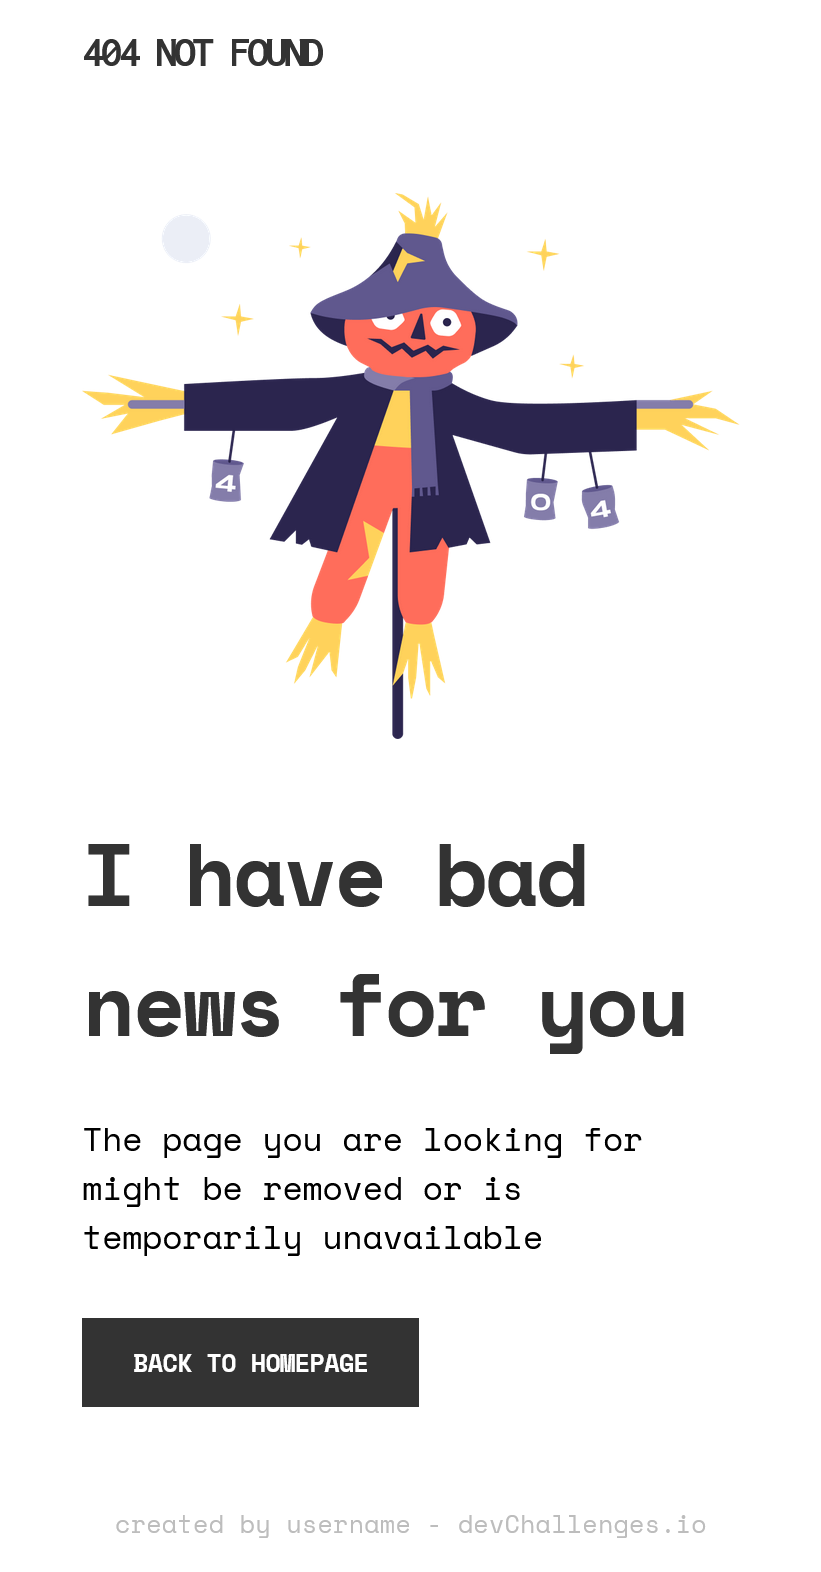 404 NOT FOUND
4
0
4
I have bad
news for you
The page you are looking for
might be removed or is
temporarily unavailable
BACK TO HOMEPAGE
created by username - devChallenges.io